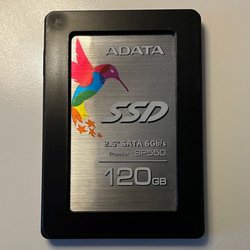 ADATA
SSD
2.5" SATA 6Gb/s
Premier SP550
120GB